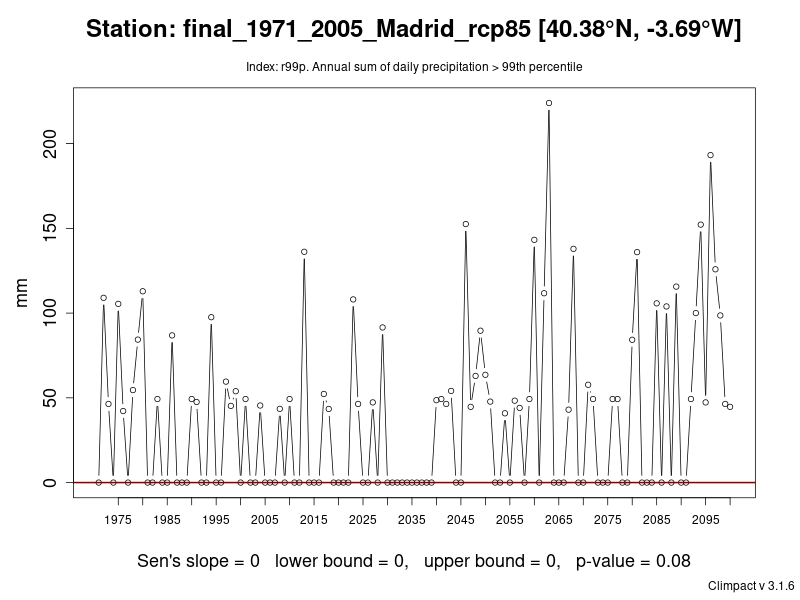 Station: final_1971_2005_Madrid_rcp85 [40.38°N, -3.69°W]
Index: r99p. Annual sum of daily precipitation > 99th percentile
200
150
100
50
0
mm
1975 1985 1995 2005 2015 2025 2035 2045 2055 2065 2075 2085 2095
Sen's slope = 0 lower bound = 0, upper bound = 0, p-value = 0.08
Climpact v 3.1.6